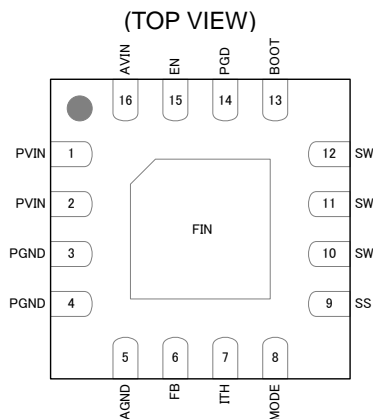 (TOP VIEW)
AVIN EN PGD BOOT
16 15 14 13
PVIN 1 12 SW
PVIN 2 11 SW
FIN
PGND 3 10 SW
PGND 4 9 SS
5 6 7 8
AGND FB ITH MODE